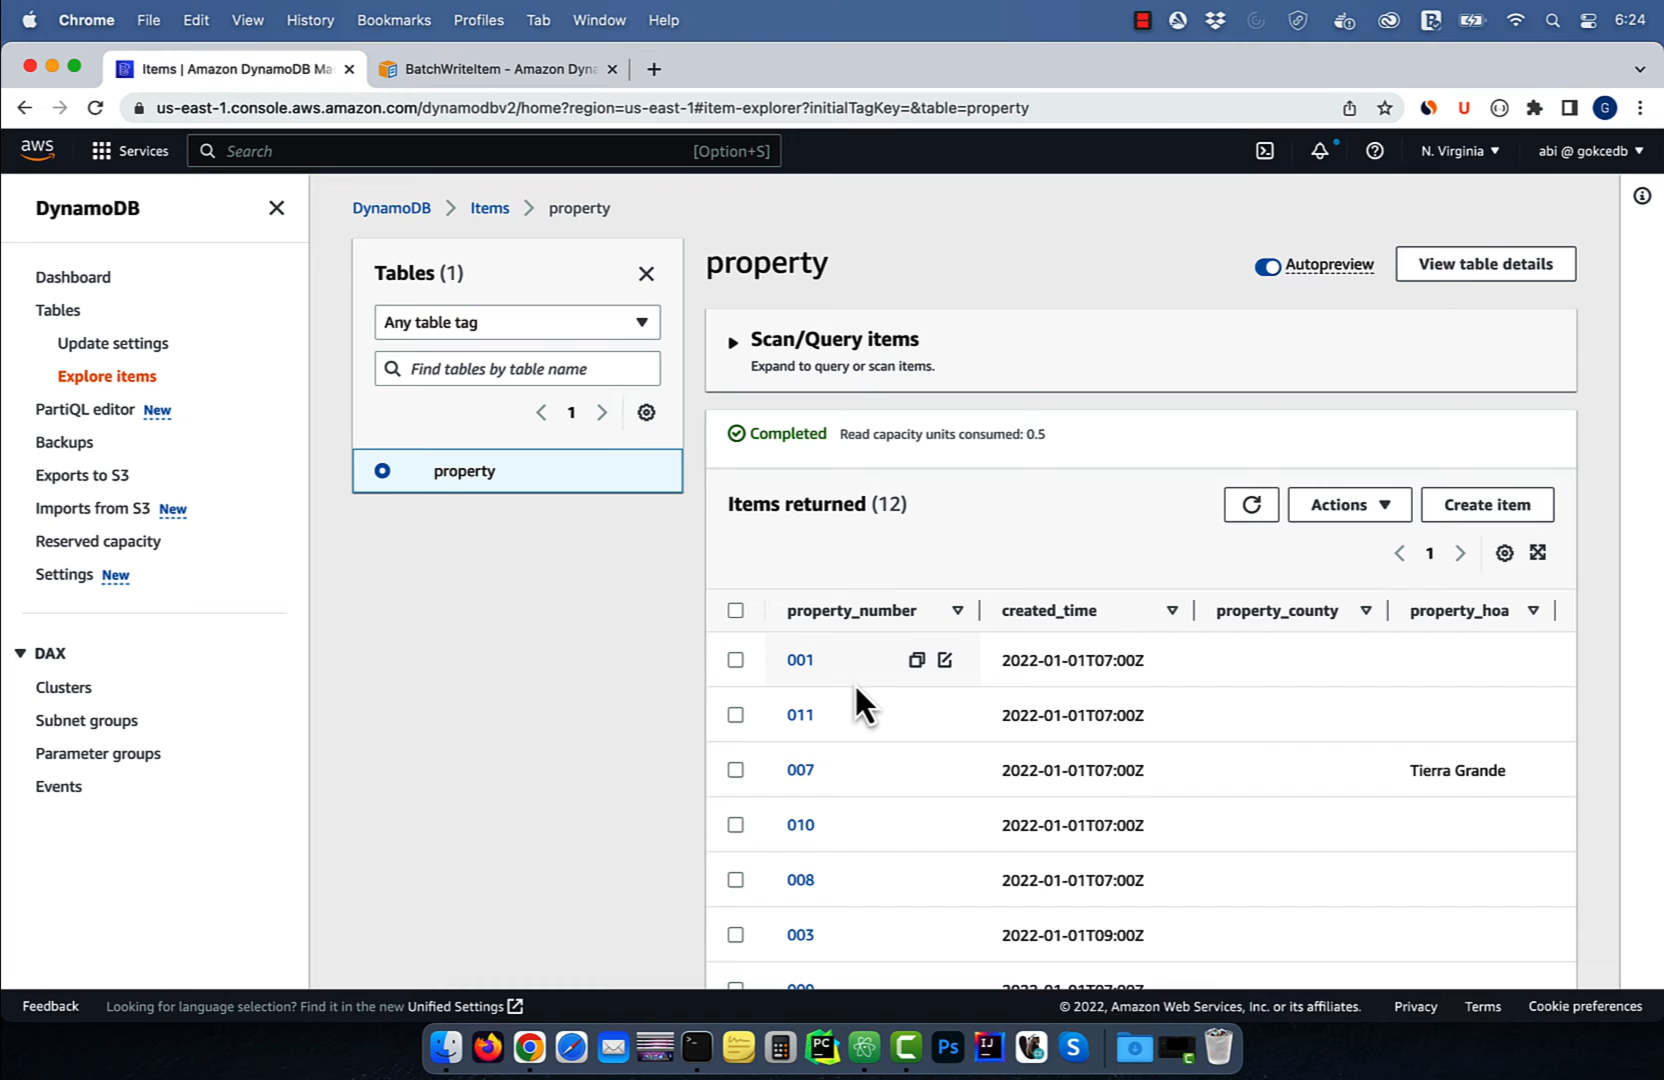 Chrome File Edit View History Bookmarks Profiles Tab Window Help 6:24
Items | Amazon DynamoDB Ma BatchWriteItem - Amazon Dyn
us-east-1.console.aws.amazon.com/dynamodbv2/home?region=us-east-1#item-explorer?initialTagKey=&table=property
aws Services Search [Option+S] N. Virginia abi @ gokcedb
DynamoDB
Dashboard
Tables
Update settings
Explore items
PartiQL editor New
Backups
Exports to S3
Imports from S3 New
Reserved capacity
Settings New
DAX
Clusters
Subnet groups
Parameter groups
Events
DynamoDB Items property
Tables (1)
Any table tag
Find tables by table name
1
property
property Autopreview View table details
Scan/Query items
Expand to query or scan items.
Completed Read capacity units consumed: 0.5
Items returned (12) Actions Create item
1
property_number created_time property_county property_hoa
001 2022-01-01T07:00Z
011 2022-01-01T07:00Z
007 2022-01-01T07:00Z Tierra Grande
010 2022-01-01T07:00Z
008 2022-01-01T07:00Z
003 2022-01-01T09:00Z
Feedback Looking for language selection? Find it in the new Unified Settings © 2022, Amazon Web Services, Inc. or its affiliates. Privacy Terms Cookie preferences
PC Ps IJ S